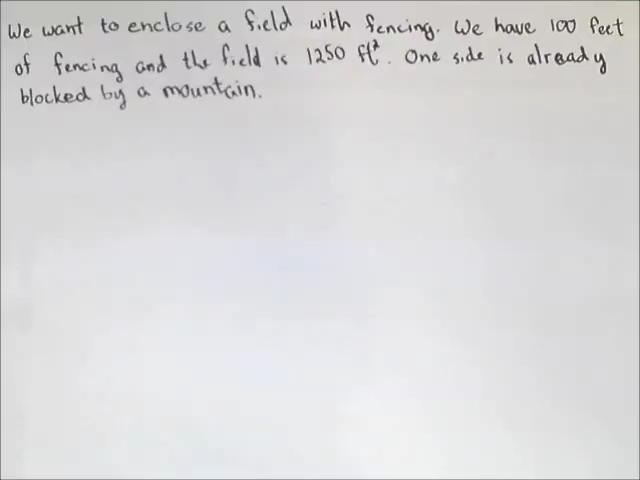 We want to enclose a field with fencing. We have 100 feet
of fencing and the field is 1250 ft². One side is already
blocked by a mountain.